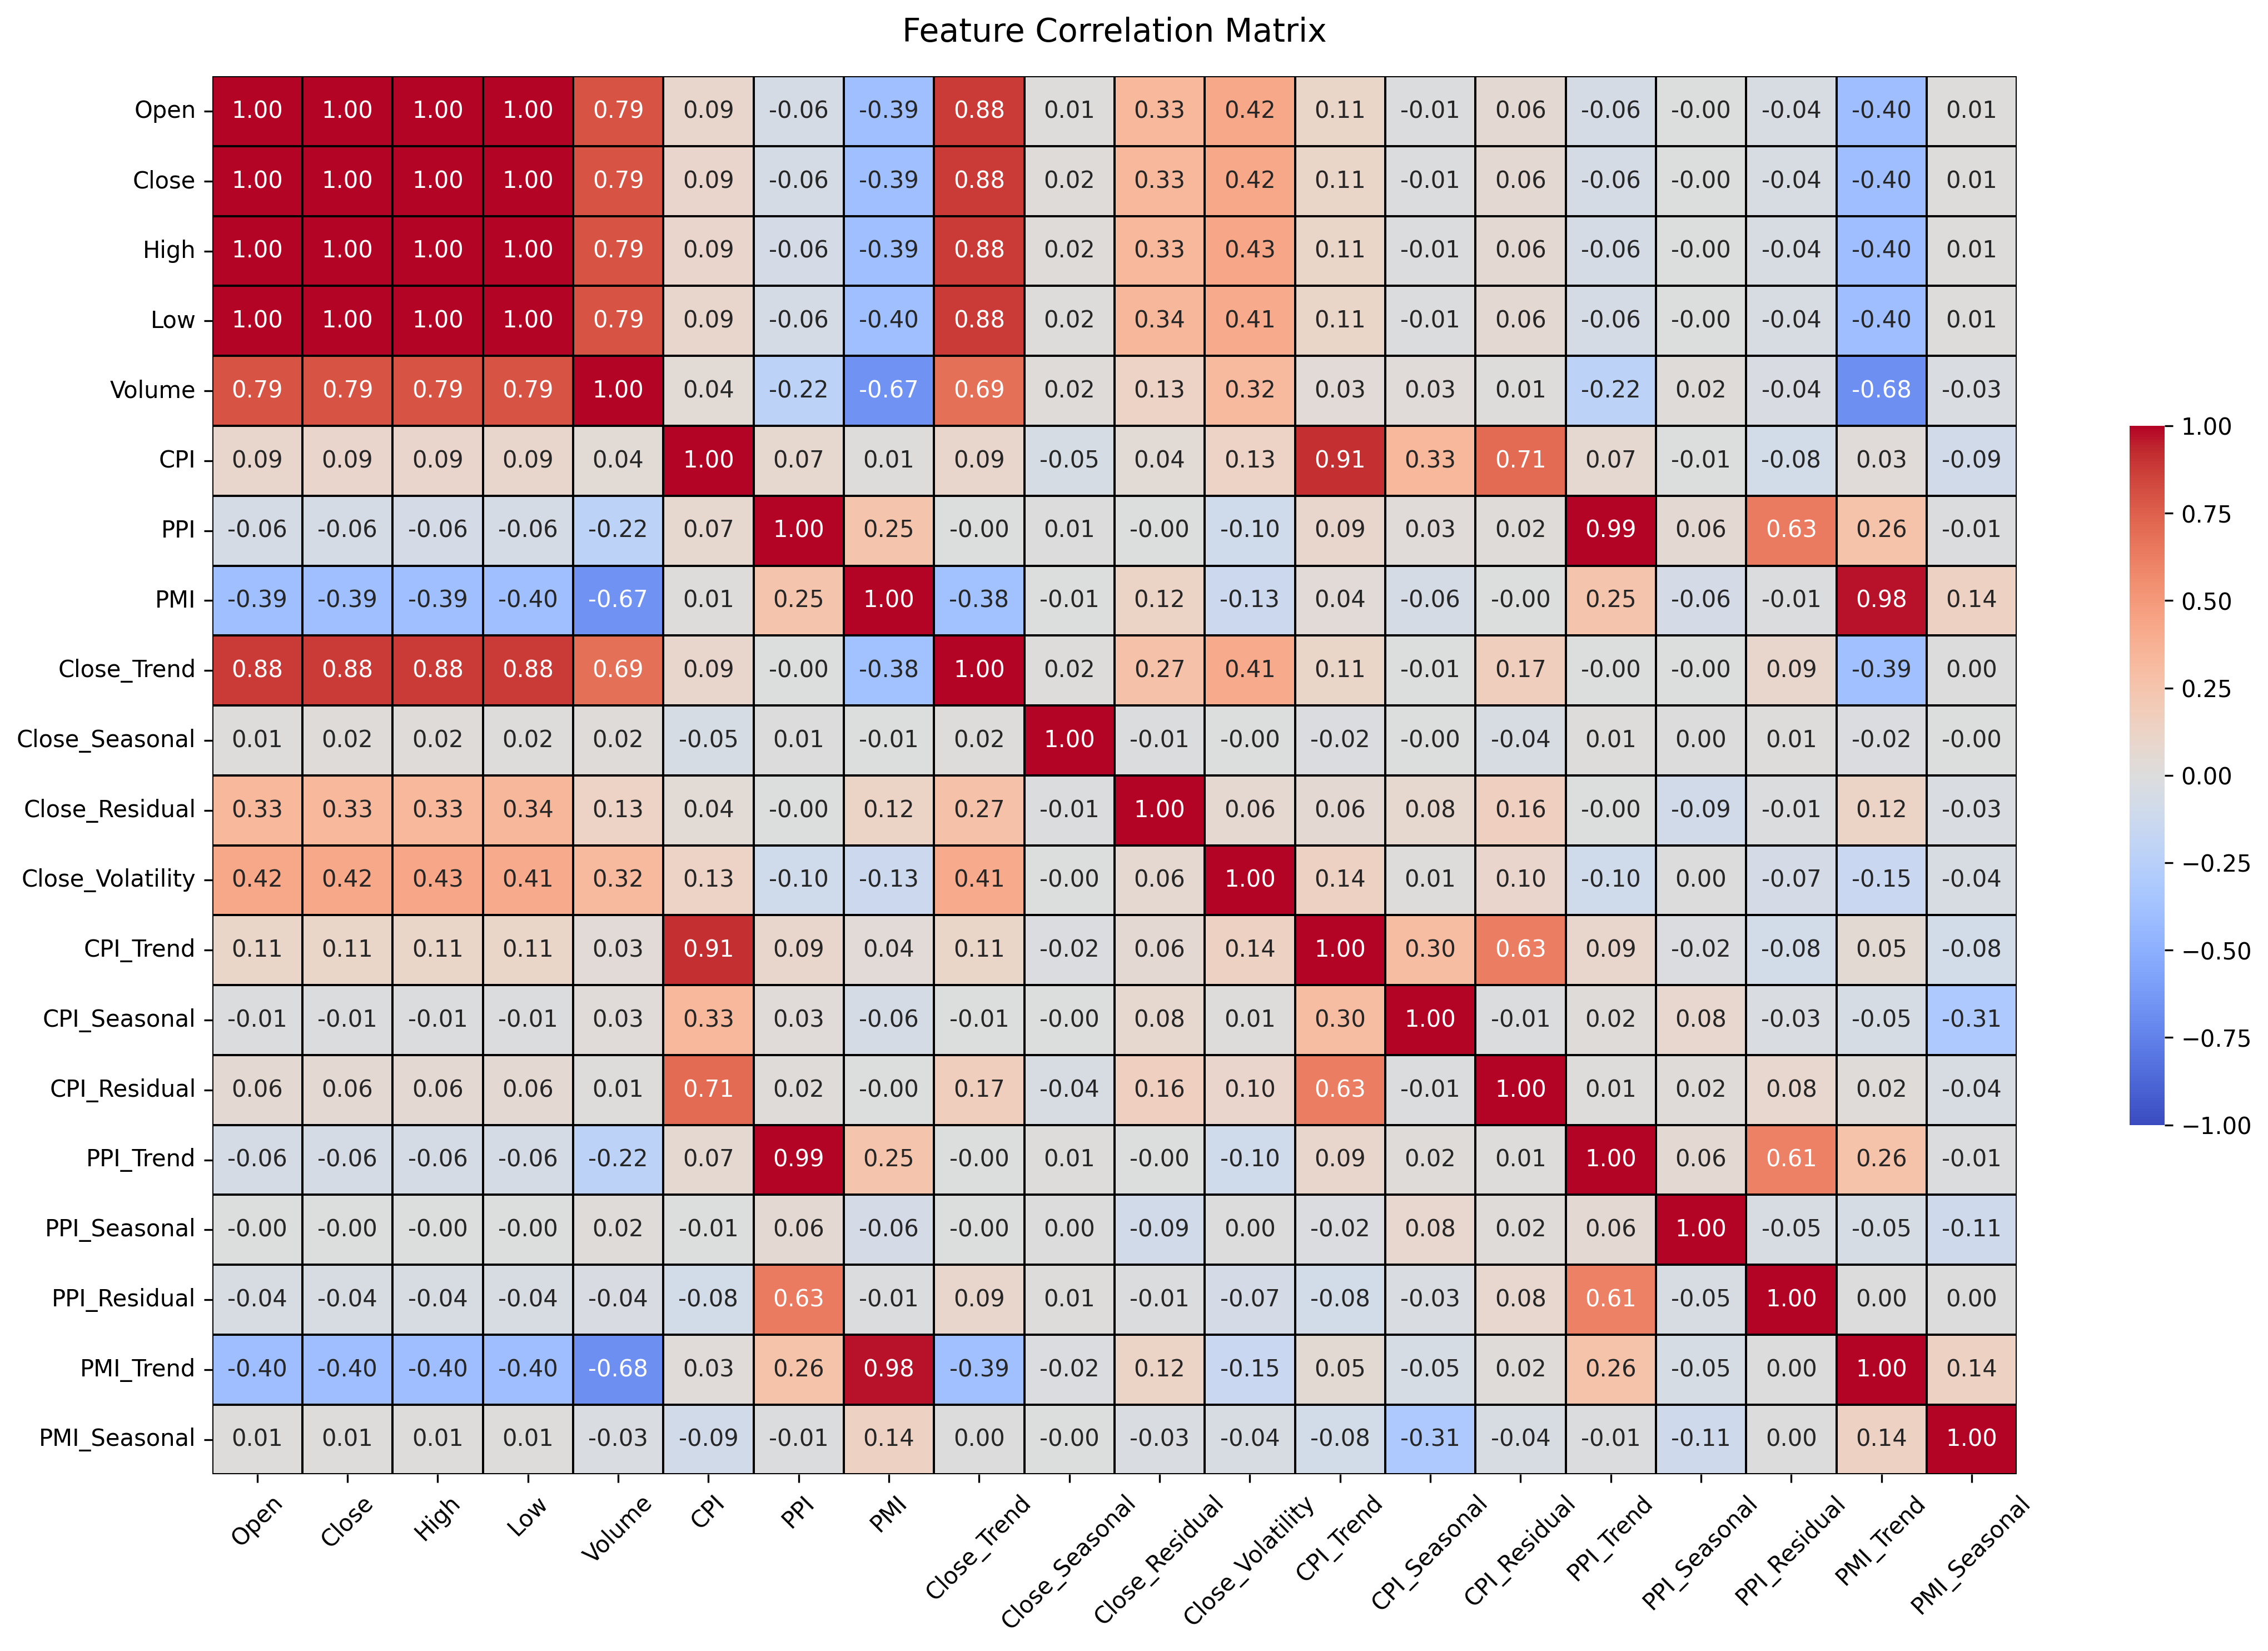 Feature Correlation Matrix
Open 1.00 1.00 1.00 1.00 0.79 0.09 -0.06 -0.39 0.88 0.01 0.33 0.42 0.11 -0.01 0.06 -0.06 -0.00 -0.04 -0.40 0.01
Close 1.00 1.00 1.00 1.00 0.79 0.09 -0.06 -0.39 0.88 0.02 0.33 0.42 0.11 -0.01 0.06 -0.06 -0.00 -0.04 -0.40 0.01
High 1.00 1.00 1.00 1.00 0.79 0.09 -0.06 -0.39 0.88 0.02 0.33 0.43 0.11 -0.01 0.06 -0.06 -0.00 -0.04 -0.40 0.01
Low 1.00 1.00 1.00 1.00 0.79 0.09 -0.06 -0.40 0.88 0.02 0.34 0.41 0.11 -0.01 0.06 -0.06 -0.00 -0.04 -0.40 0.01
Volume 0.79 0.79 0.79 0.79 1.00 0.04 -0.22 -0.67 0.69 0.02 0.13 0.32 0.03 0.03 0.01 -0.22 0.02 -0.04 -0.68 -0.03
CPI 0.09 0.09 0.09 0.09 0.04 1.00 0.07 0.01 0.09 -0.05 0.04 0.13 0.91 0.33 0.71 0.07 -0.01 -0.08 0.03 -0.09
PPI -0.06 -0.06 -0.06 -0.06 -0.22 0.07 1.00 0.25 -0.00 0.01 -0.00 -0.10 0.09 0.03 0.02 0.99 0.06 0.63 0.26 -0.01
PMI -0.39 -0.39 -0.39 -0.40 -0.67 0.01 0.25 1.00 -0.38 -0.01 0.12 -0.13 0.04 -0.06 -0.00 0.25 -0.06 -0.01 0.98 0.14
Close_Trend 0.88 0.88 0.88 0.88 0.69 0.09 -0.00 -0.38 1.00 0.02 0.27 0.41 0.11 -0.01 0.17 -0.00 -0.00 0.09 -0.39 0.00
Close_Seasonal 0.01 0.02 0.02 0.02 0.02 -0.05 0.01 -0.01 0.02 1.00 -0.01 -0.00 -0.02 -0.00 -0.04 0.01 0.00 0.01 -0.02 -0.00
Close_Residual 0.33 0.33 0.33 0.34 0.13 0.04 -0.00 0.12 0.27 -0.01 1.00 0.06 0.06 0.08 0.16 -0.00 -0.09 -0.01 0.12 -0.03
Close_Volatility 0.42 0.42 0.43 0.41 0.32 0.13 -0.10 -0.13 0.41 -0.00 0.06 1.00 0.14 0.01 0.10 -0.10 0.00 -0.07 -0.15 -0.04
CPI_Trend 0.11 0.11 0.11 0.11 0.03 0.91 0.09 0.04 0.11 -0.02 0.06 0.14 1.00 0.30 0.63 0.09 -0.02 -0.08 0.05 -0.08
CPI_Seasonal -0.01 -0.01 -0.01 -0.01 0.03 0.33 0.03 -0.06 -0.01 -0.00 0.08 0.01 0.30 1.00 -0.01 0.02 0.08 -0.03 -0.05 -0.31
CPI_Residual 0.06 0.06 0.06 0.06 0.01 0.71 0.02 -0.00 0.17 -0.04 0.16 0.10 0.63 -0.01 1.00 0.01 0.02 0.08 0.02 -0.04
PPI_Trend -0.06 -0.06 -0.06 -0.06 -0.22 0.07 0.99 0.25 -0.00 0.01 -0.00 -0.10 0.09 0.02 0.01 1.00 0.06 0.61 0.26 -0.01
PPI_Seasonal -0.00 -0.00 -0.00 -0.00 0.02 -0.01 0.06 -0.06 -0.00 0.00 -0.09 0.00 -0.02 0.08 0.02 0.06 1.00 -0.05 -0.05 -0.11
PPI_Residual -0.04 -0.04 -0.04 -0.04 -0.04 -0.08 0.63 -0.01 0.09 0.01 -0.01 -0.07 -0.08 -0.03 0.08 0.61 -0.05 1.00 0.00 0.00
PMI_Trend -0.40 -0.40 -0.40 -0.40 -0.68 0.03 0.26 0.98 -0.39 -0.02 0.12 -0.15 0.05 -0.05 0.02 0.26 -0.05 0.00 1.00 0.14
PMI_Seasonal 0.01 0.01 0.01 0.01 -0.03 -0.09 -0.01 0.14 0.00 -0.00 -0.03 -0.04 -0.08 -0.31 -0.04 -0.01 -0.11 0.00 0.14 1.00
Open Close High Low Volume CPI PPI PMI Close_Trend Close_Seasonal Close_Residual Close_Volatility CPI_Trend CPI_Seasonal CPI_Residual PPI_Trend PPI_Seasonal PPI_Residual PMI_Trend PMI_Seasonal
1.00
0.75
0.50
0.25
0.00
−0.25
−0.50
−0.75
−1.00